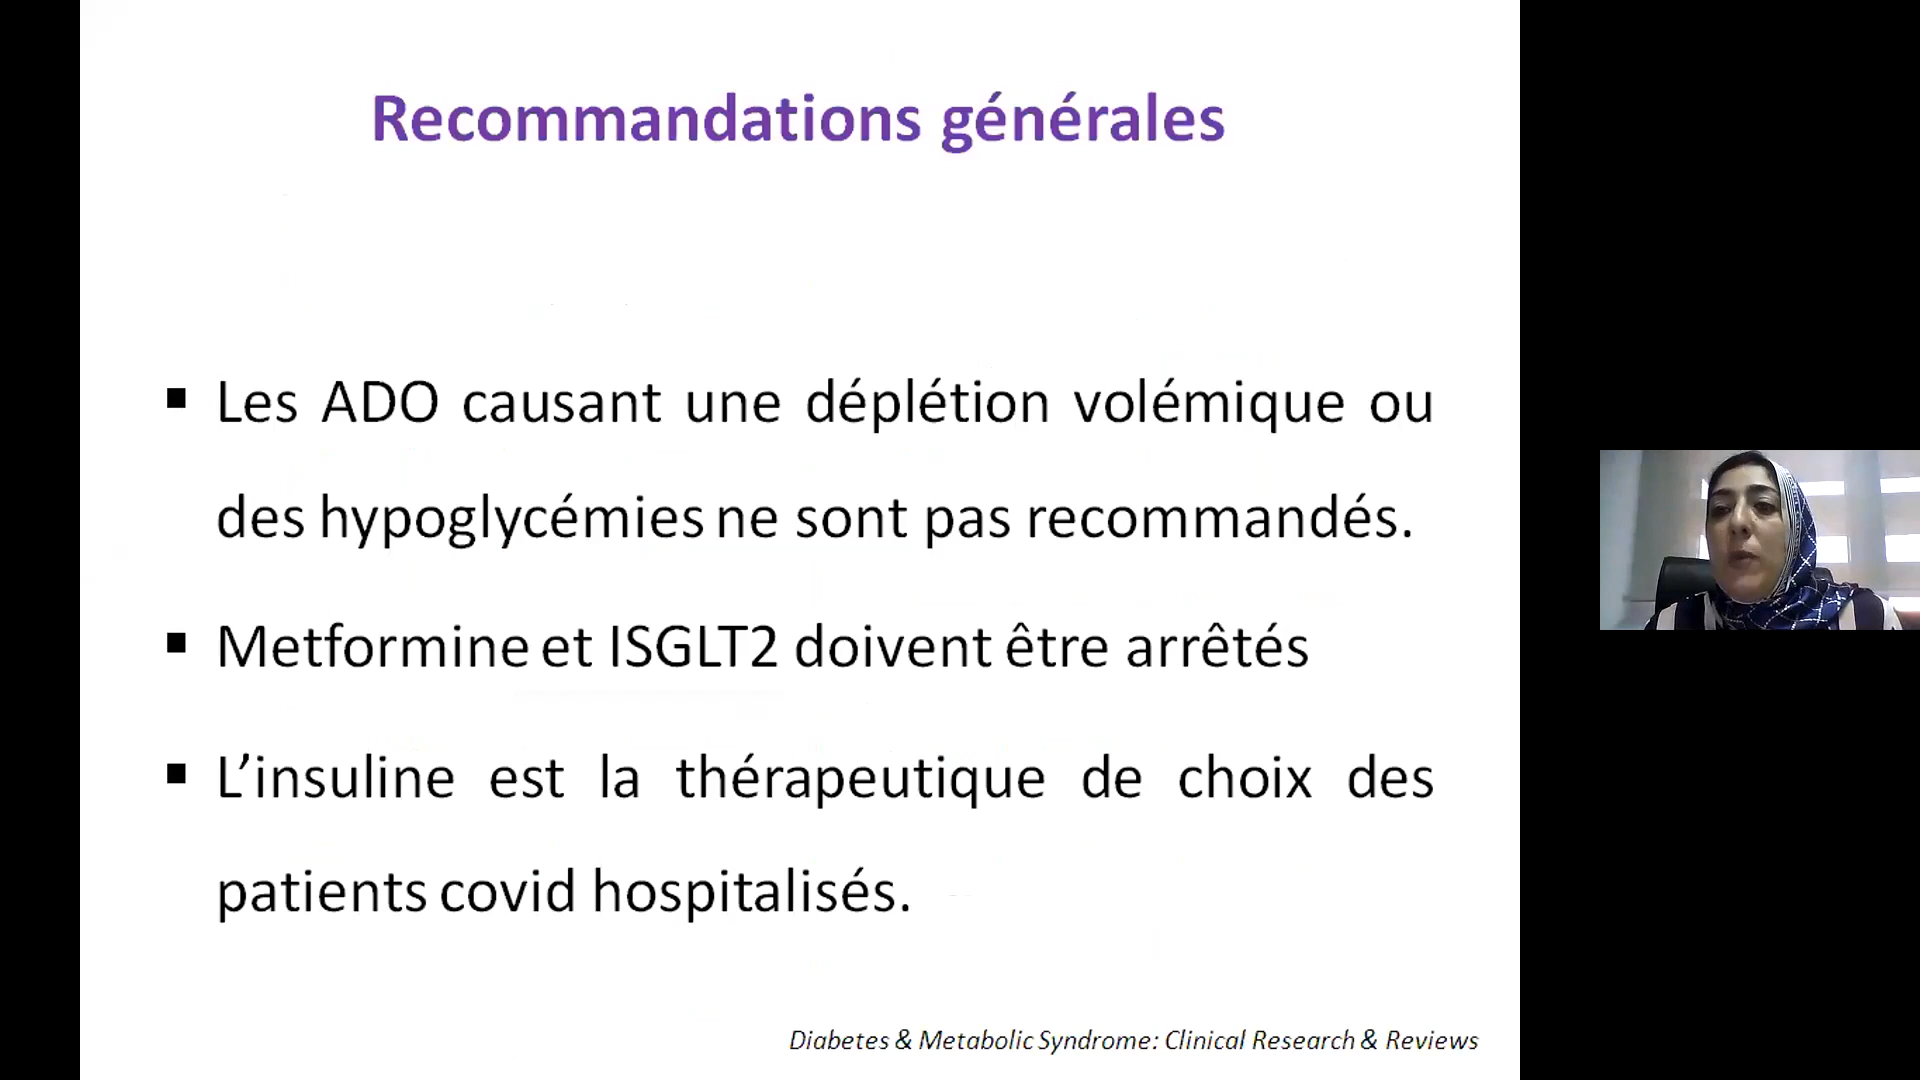 Recommandations générales
▪ Les ADO causant une déplétion volémique ou
des hypoglycémies ne sont pas recommandés.
▪ Metformine et ISGLT2 doivent être arrêtés
▪ L’insuline est la thérapeutique de choix des
patients covid hospitalisés.
Diabetes & Metabolic Syndrome: Clinical Research & Reviews